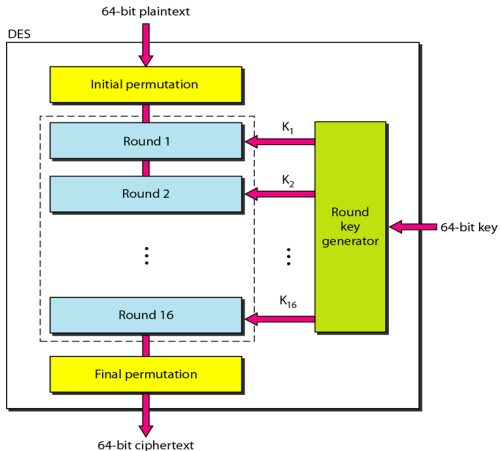 64-bit plaintext
DES
Initial permutation
Round 1
K1
Round 2
K2
Round
key
generator
64-bit key
⋮
⋮
Round 16
K16
Final permutation
64-bit ciphertext